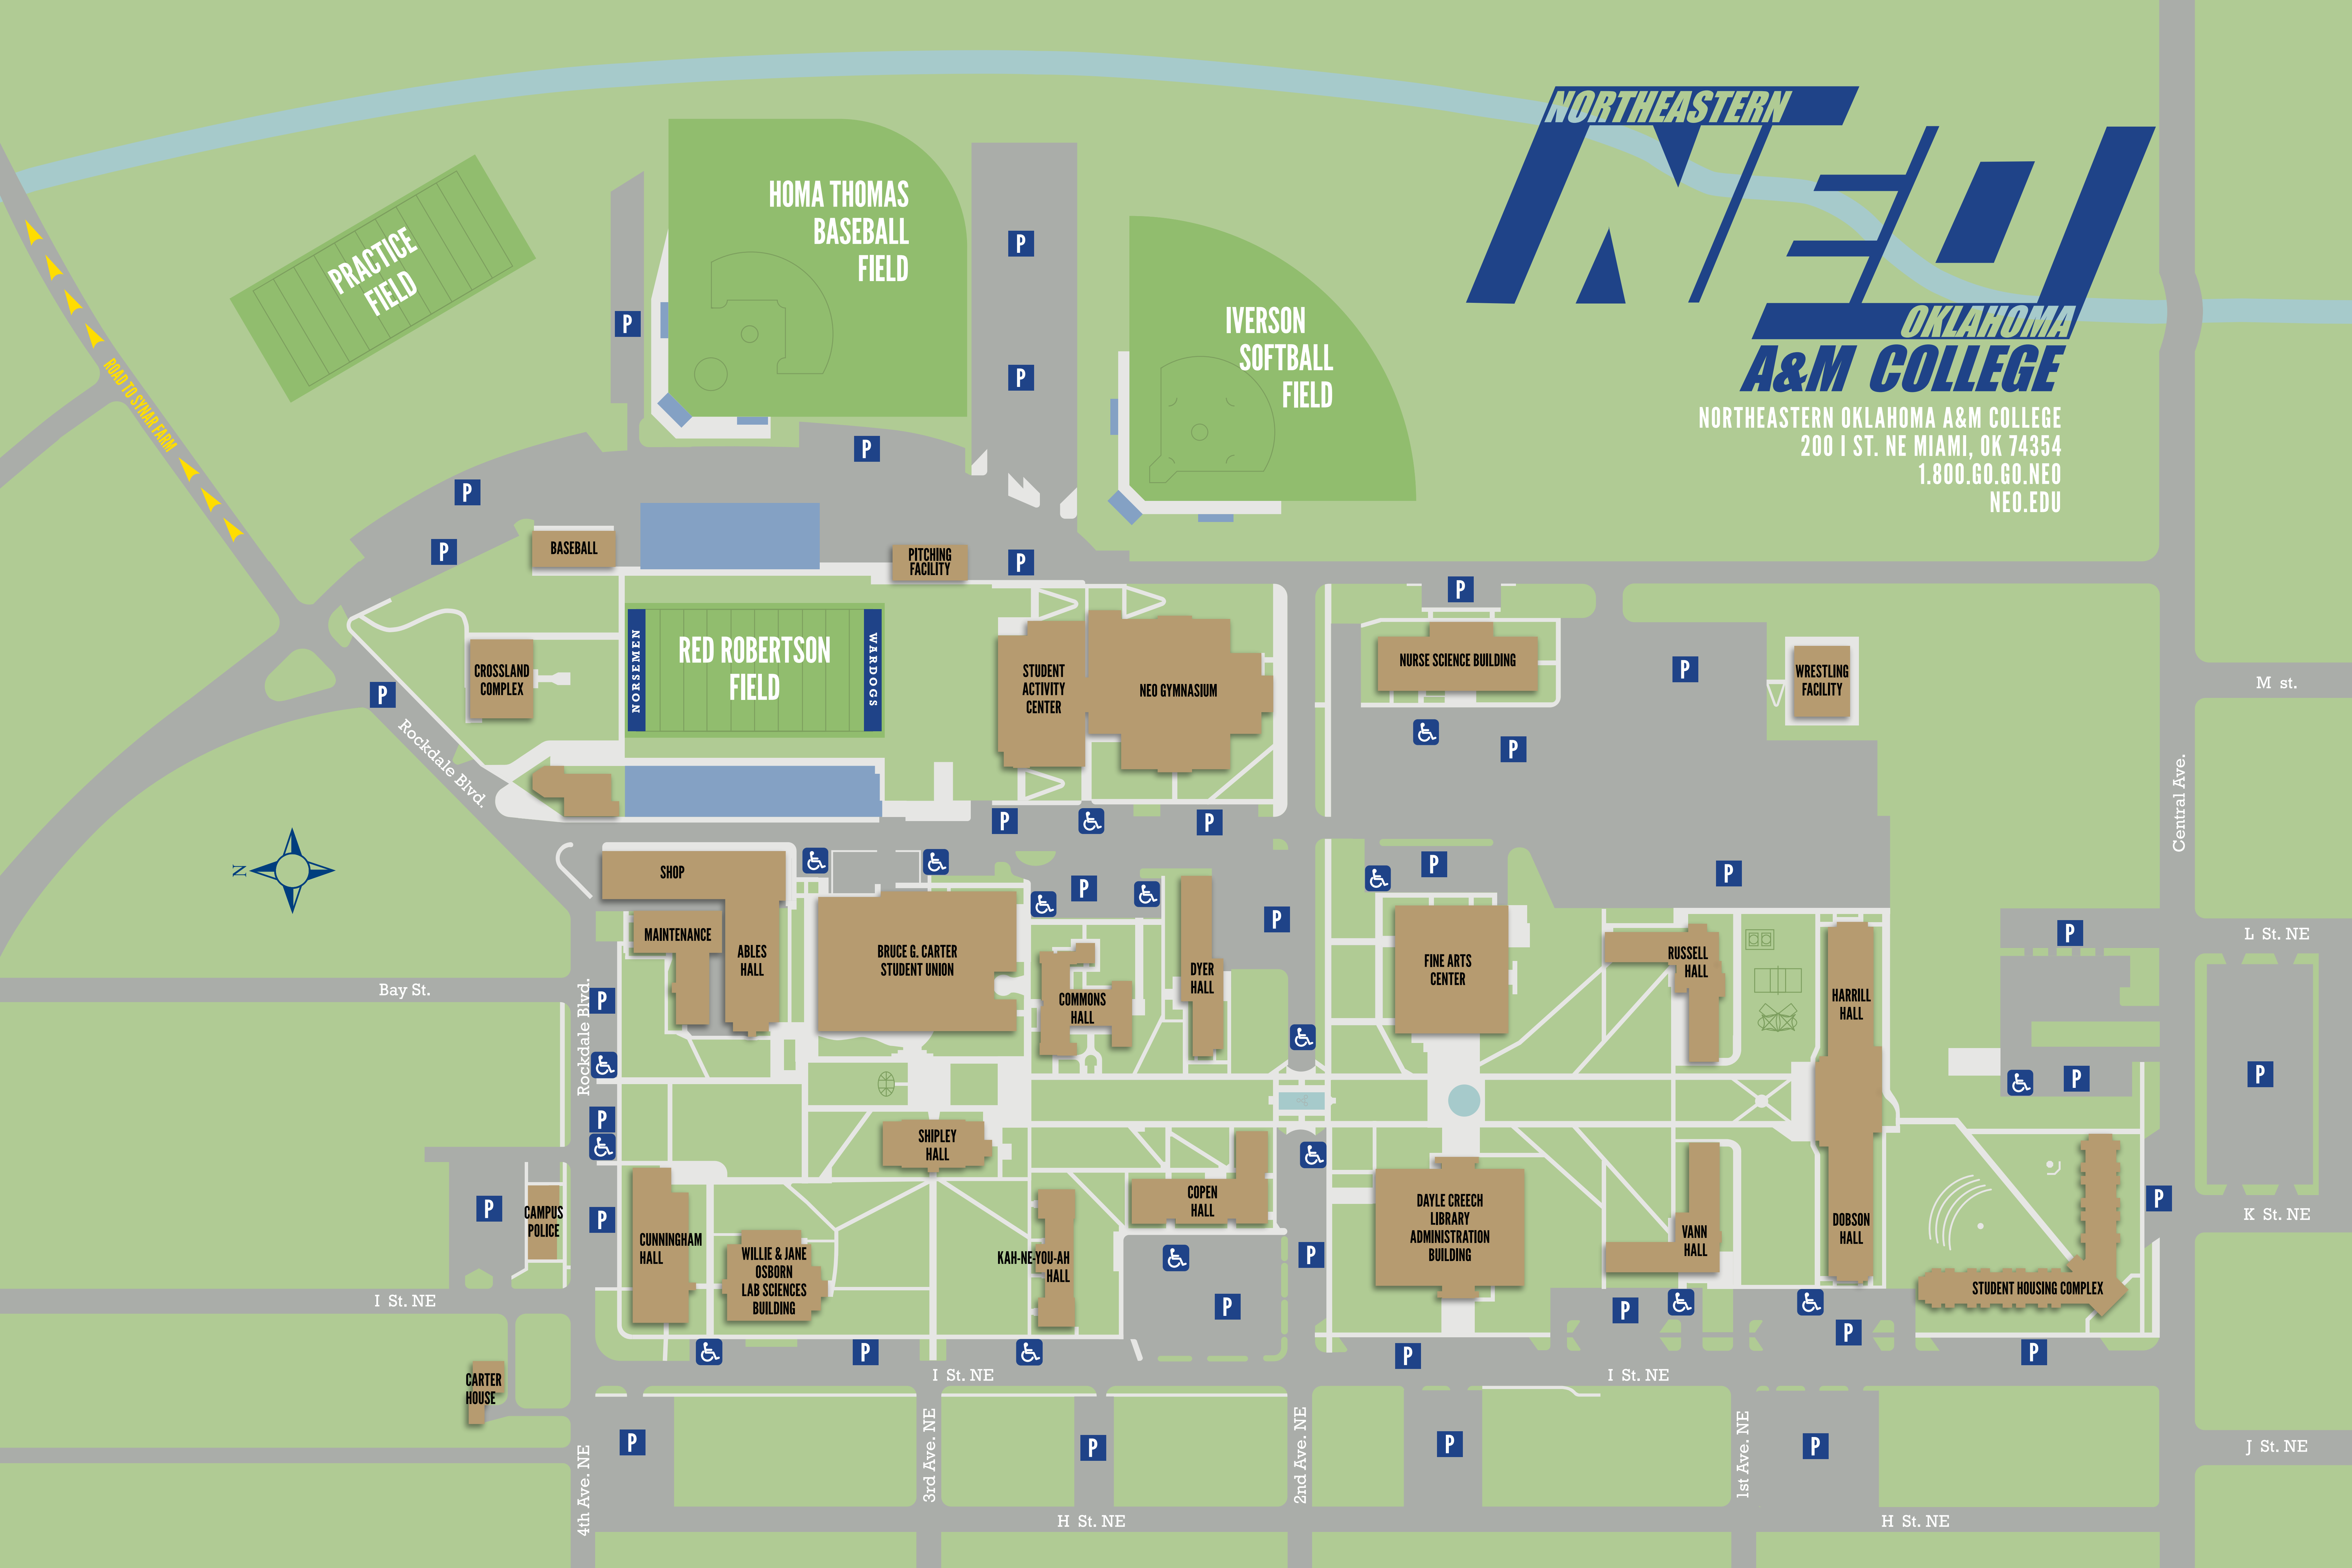 NORTHEASTERN
NEO
OKLAHOMA
A&M COLLEGE
NORTHEASTERN OKLAHOMA A&M COLLEGE
200 I ST. NE MIAMI, OK 74354
1.800.GO.GO.NEO
NEO.EDU
PRACTICE
FIELD
HOMA THOMAS
BASEBALL
FIELD
IVERSON
SOFTBALL
FIELD
ROAD TO SYNAR FARM
P
P
P
P
P
P
P
BASEBALL
PITCHING
FACILITY
P
P
CROSSLAND
COMPLEX
NORSEMEN
RED ROBERTSON
FIELD
WARDOGS
STUDENT
ACTIVITY
CENTER
NEO GYMNASIUM
NURSE SCIENCE BUILDING
P
WRESTLING
FACILITY
M st.
P
Rockdale Blvd.
P
Central Ave.
P
P
N
SHOP
P
P
P
P
MAINTENANCE
ABLES
HALL
BRUCE G. CARTER
STUDENT UNION
COMMONS
HALL
DYER
HALL
FINE ARTS
CENTER
RUSSELL
HALL
HARRILL
HALL
P
L St. NE
Bay St.
Rockdale Blvd.
P
P
P
P
SHIPLEY
HALL
CAMPUS
POLICE
P
P
CUNNINGHAM
HALL
WILLIE & JANE
OSBORN
LAB SCIENCES
BUILDING
KAH-NE-YOU-AH
HALL
COPEN
HALL
P
P
DAYLE CREECH
LIBRARY
ADMINISTRATION
BUILDING
VANN
HALL
DOBSON
HALL
STUDENT HOUSING COMPLEX
P
K St. NE
I St. NE
P
P
P
P
P
I St. NE
I St. NE
CARTER
HOUSE
P
P
P
P
4th Ave. NE
3rd Ave. NE
2nd Ave. NE
1st Ave. NE
J St. NE
H St. NE
H St. NE